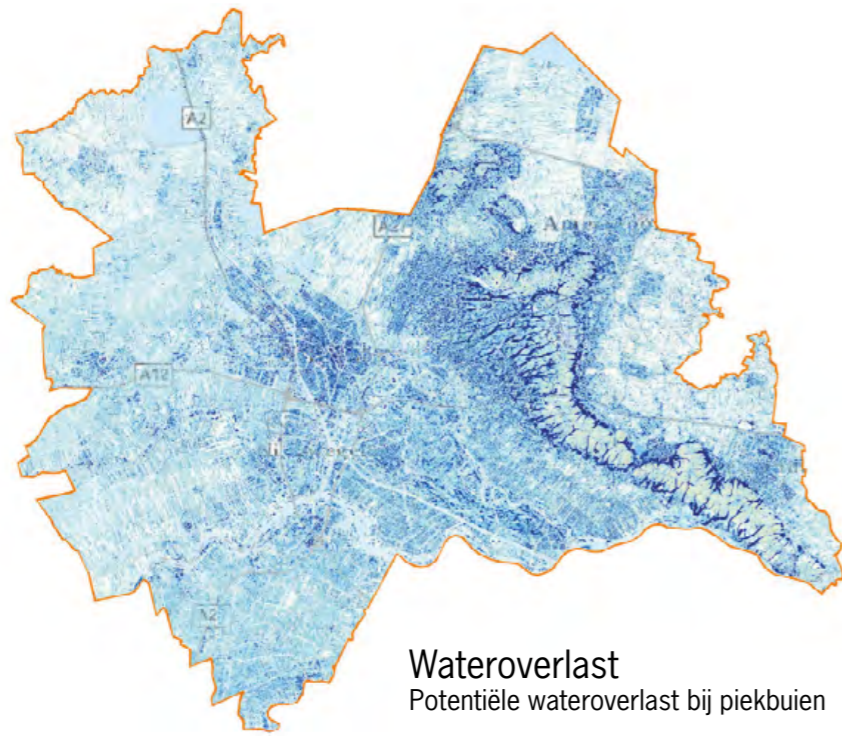 A2
A27
A12
A2
Wateroverlast
Potentiële wateroverlast bij piekbuien